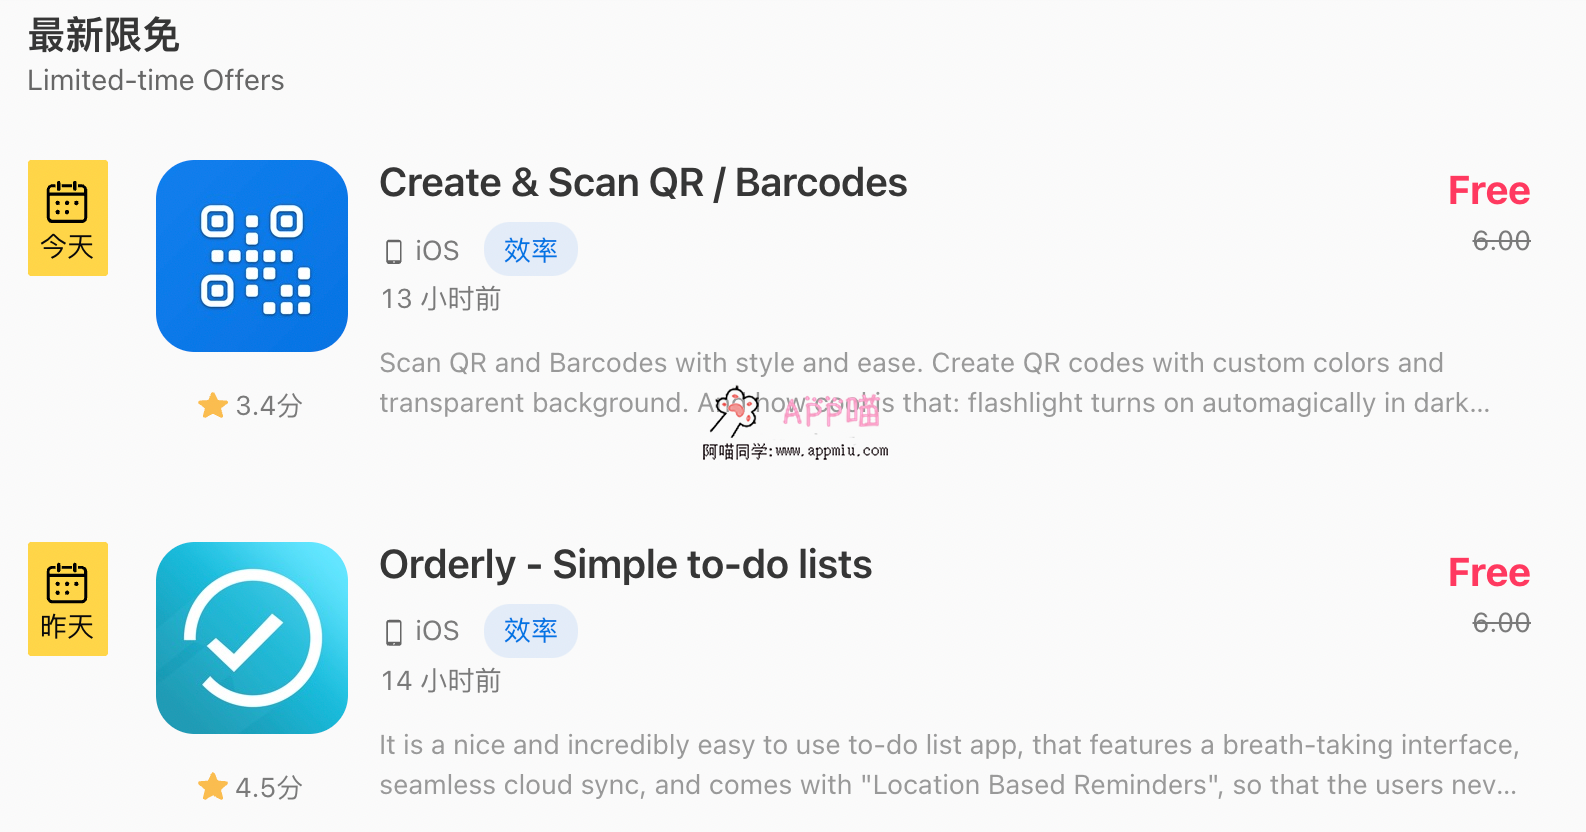 最新限免
Limited-time Offers
今天
Create & Scan QR / Barcodes
Free
iOS 效率
6.00
13 小时前
Scan QR and Barcodes with style and ease. Create QR codes with custom colors and
transparent background. A how cool is that: flashlight turns on automagically in dark...
3.4分
App喵
阿喵同学:www.appmiu.com
昨天
Orderly - Simple to-do lists
Free
iOS 效率
6.00
14 小时前
It is a nice and incredibly easy to use to-do list app, that features a breath-taking interface,
seamless cloud sync, and comes with "Location Based Reminders", so that the users nev...
4.5分